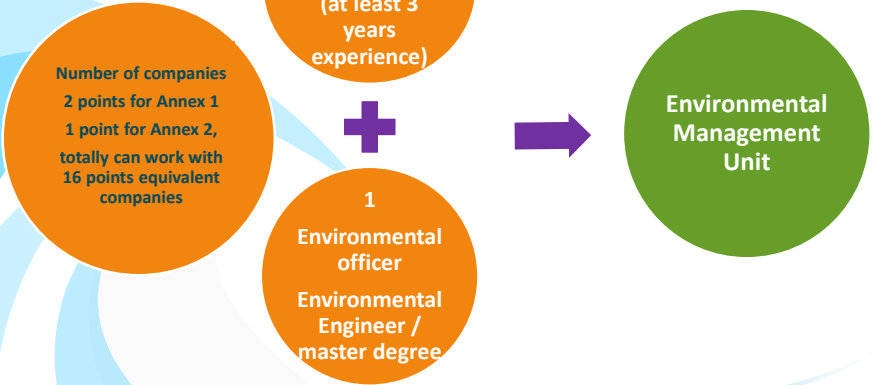 Number of companies
2 points for Annex 1
1 point for Annex 2,
totally can work with
16 points equivalent
companies
(at least 3
years
experience)
1
Environmental
officer
Environmental
Engineer /
master degree
Environmental
Management
Unit